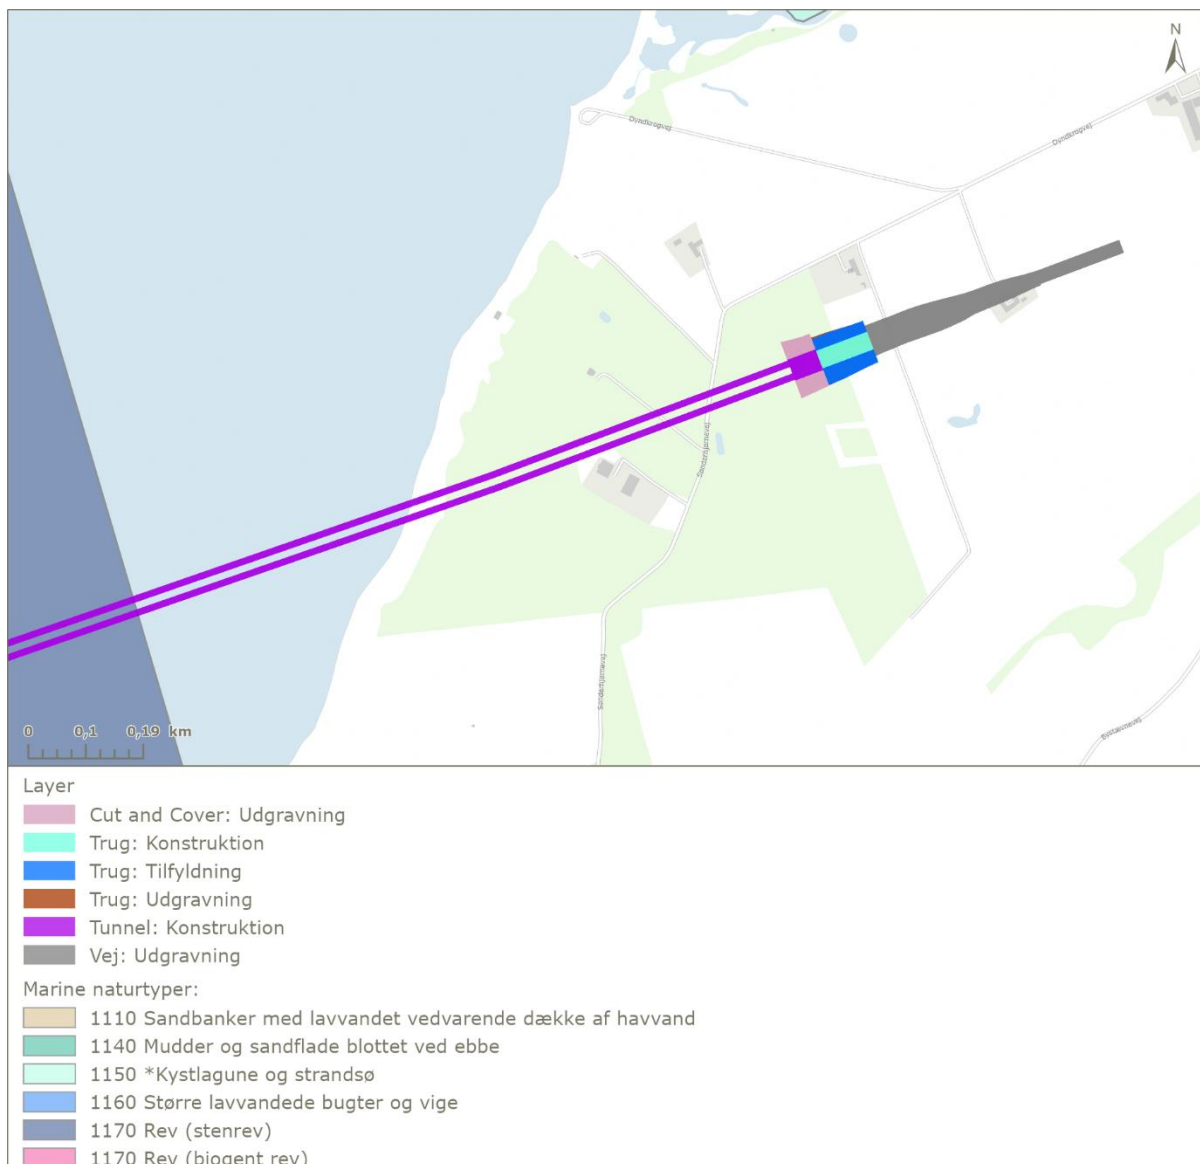 N
Dyndkrogvej
Dyndkrogvej
Sønderhjørnevej
Sønderhjørnevej
0 0,1 0,19 km
Layer
Cut and Cover: Udgravning
Trug: Konstruktion
Trug: Tilfyldning
Trug: Udgravning
Tunnel: Konstruktion
Vej: Udgravning
Marine naturtyper:
1110 Sandbanker med lavvandet vedvarende dække af havvand
1140 Mudder og sandflade blottet ved ebbe
1150 *Kystlagune og strandsø
1160 Større lavvandede bugter og vige
1170 Rev (stenrev)
1170 Rev (biogent rev)